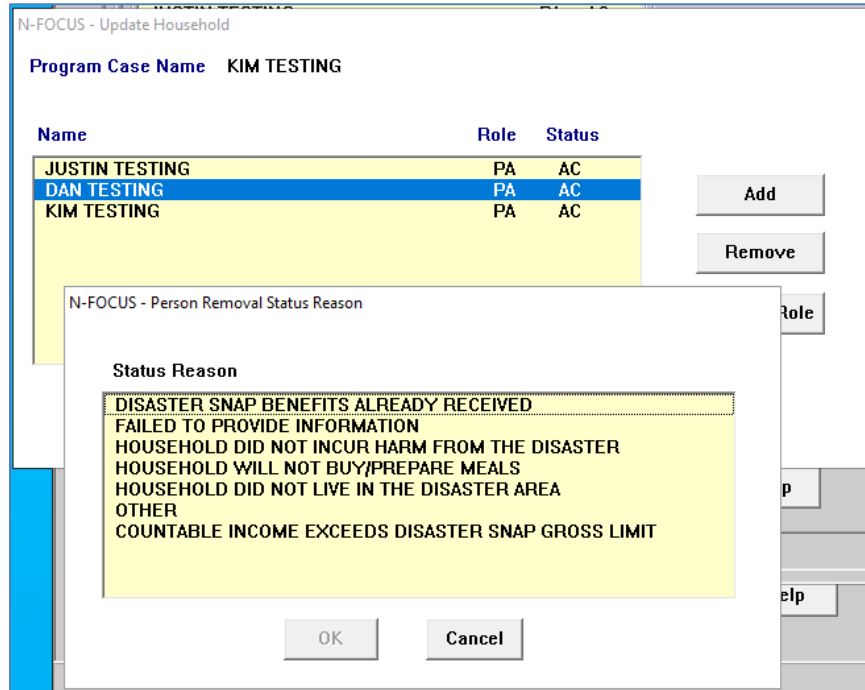 N-FOCUS - Update Household
Program Case Name KIM TESTING
Name Role Status
JUSTIN TESTING PA AC
DAN TESTING PA AC
KIM TESTING PA AC
Add
Remove
Role
N-FOCUS - Person Removal Status Reason
Status Reason
DISASTER SNAP BENEFITS ALREADY RECEIVED
FAILED TO PROVIDE INFORMATION
HOUSEHOLD DID NOT INCUR HARM FROM THE DISASTER
HOUSEHOLD WILL NOT BUY/PREPARE MEALS
HOUSEHOLD DID NOT LIVE IN THE DISASTER AREA
OTHER
COUNTABLE INCOME EXCEEDS DISASTER SNAP GROSS LIMIT
p
elp
OK Cancel